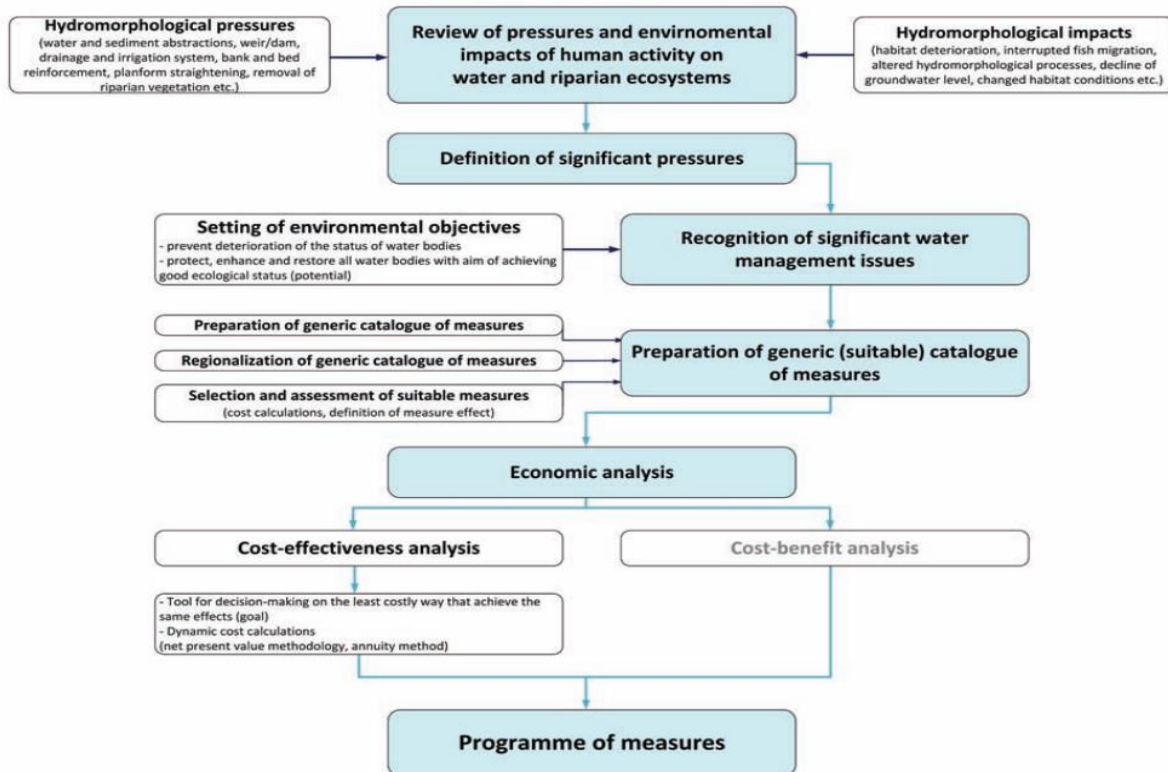 Hydromorphological pressures
(water and sediment abstractions, weir/dam,
drainage and irrigation system, bank and bed
reinforcement, planform straightening, removal of
riparian vegetation etc.)
Review of pressures and envirnomental
impacts of human activity on
water and riparian ecosystems
Hydromorphological impacts
(habitat deterioration, interrupted fish migration,
altered hydromorphological processes, decline of
groundwater level, changed habitat conditions etc.)
Definition of significant pressures
Setting of environmental objectives
- prevent deterioration of the status of water bodies
- protect, enhance and restore all water bodies with aim of achieving
good ecological status (potential)
Recognition of significant water
management issues
Preparation of generic catalogue of measures
Regionalization of generic catalogue of measures
Selection and assessment of suitable measures
(cost calculations, definition of measure effect)
Preparation of generic (suitable) catalogue
of measures
Economic analysis
Cost-effectiveness analysis
Cost-benefit analysis
- Tool for decision-making on the least costly way that achieve the
same effects (goal)
- Dynamic cost calculations
(net present value methodology, annuity method)
Programme of measures